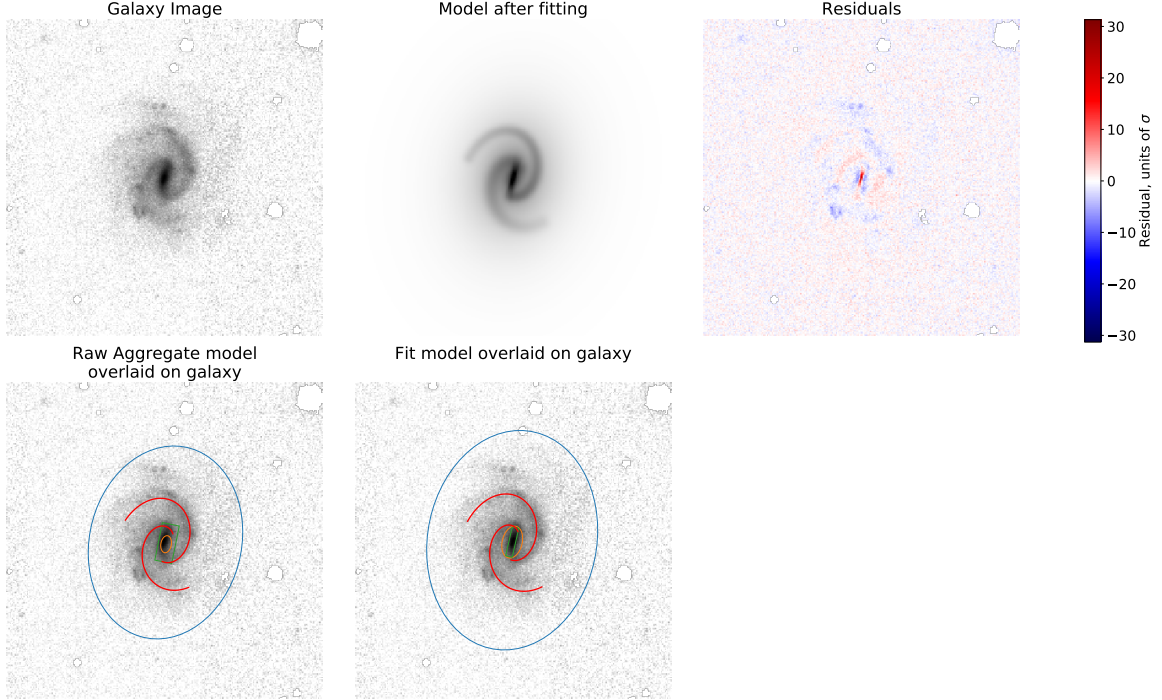 Galaxy Image
Model after fitting
Residuals
30
20
10
0
−10
−20
−30
Residual, units of σ
Raw Aggregate model
overlaid on galaxy
Fit model overlaid on galaxy